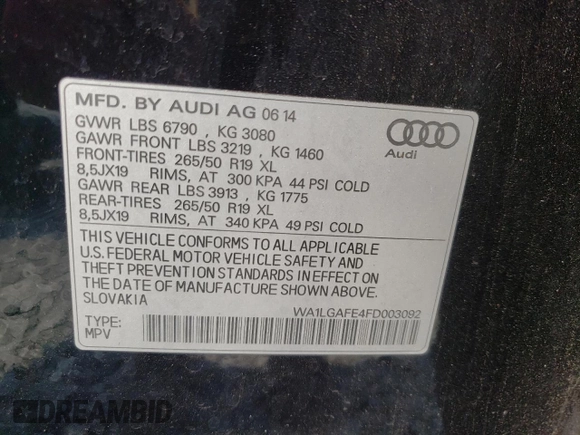 MFD. BY AUDI AG 06 14
GVWR LBS 6790 , KG 3080
GAWR FRONT LBS 3219 , KG 1460
FRONT-TIRES 265/50 R19 XL
8,5JX19 RIMS, AT 300 KPA 44 PSI COLD
GAWR REAR LBS 3913 , KG 1775
REAR-TIRES 265/50 R19 XL
8,5JX19 RIMS, AT 340 KPA 49 PSI COLD
Audi
THIS VEHICLE CONFORMS TO ALL APPLICABLE
U.S. FEDERAL MOTOR VEHICLE SAFETY AND
THEFT PREVENTION STANDARDS IN EFFECT ON
THE DATE OF MANUFACTURE SHOWN ABOVE.
SLOVAKIA
WA1LGAFE4FD003092
TYPE:
MPV
DREAMBID